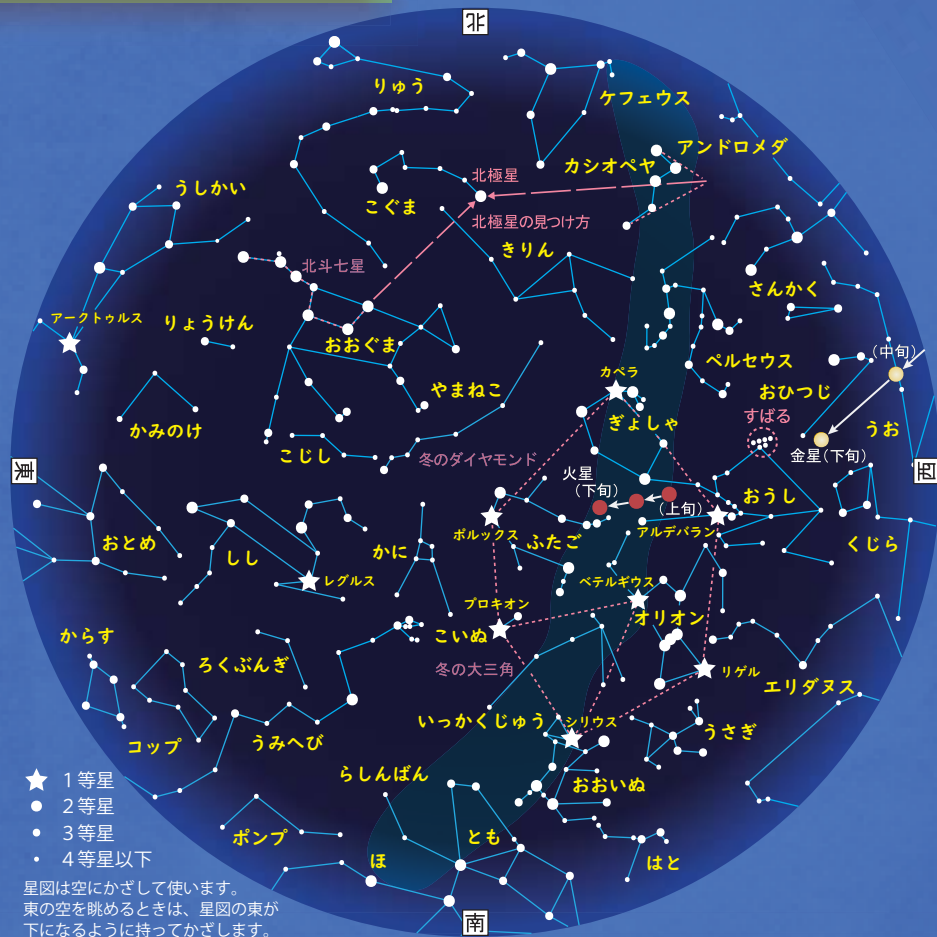 北
りゅう
ケフェウス
アンドロメダ
カシオペヤ
北極星
うしかい
こぐま
北極星の見つけ方
きりん
北斗七星
さんかく
アークトゥルス
りょうけん
おおぐま
ペルセウス
(中旬)
カペラ
やまねこ
おひつじ
すばる
ぎょしゃ
うお
かみのけ
金星(下旬)
こじし
冬のダイヤモンド
火星
(下旬)
東
西
(上旬)
おうし
ポルックス
ふたご
アルデバラン
おとめ
しし
かに
くじら
レグルス
ベテルギウス
プロキオン
オリオン
からす
こいぬ
ろくぶんぎ
冬の大三角
リゲル
エリダヌス
いっかくじゅう
シリウス
うさぎ
コップ
うみへび
らしんばん
おおいぬ
1等星
2等星
3等星
4等星以下
ポンプ
とも
ほ
はと
星図は空にかざして使います。
東の空を眺めるときは、星図の東が
下になるように持ってかざします。
南